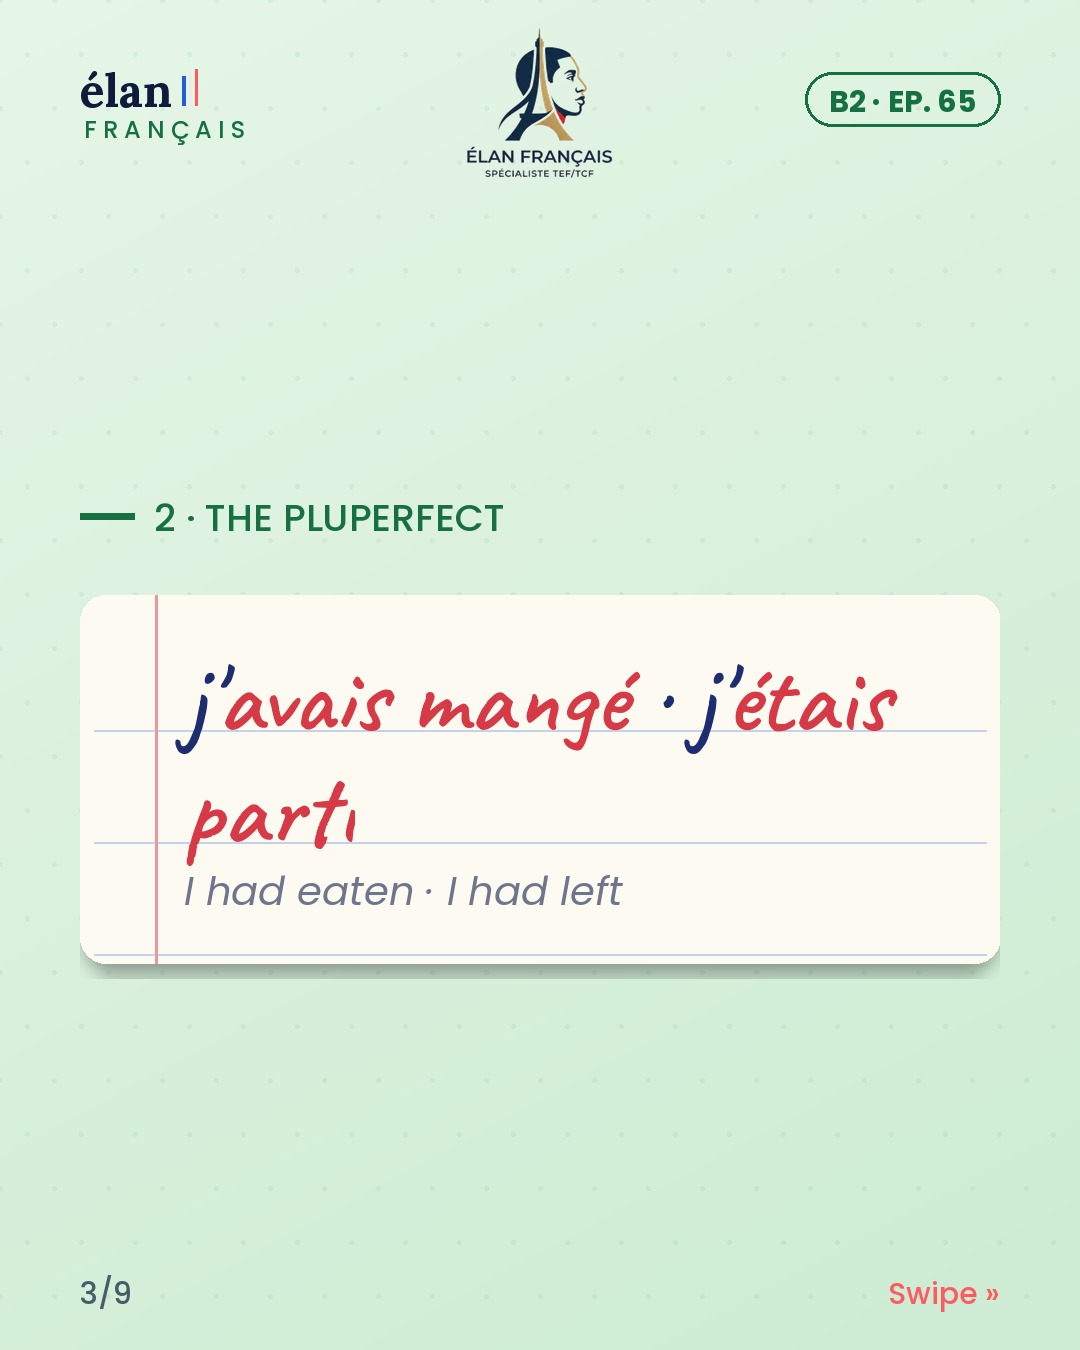 élan
FRANÇAIS
ÉLAN FRANÇAIS
SPÉCIALISTE TEF/TCF
B2 · EP. 65
2 · THE PLUPERFECT
j'avais mangé · j'étais
parti
I had eaten · I had left
3/9
Swipe »